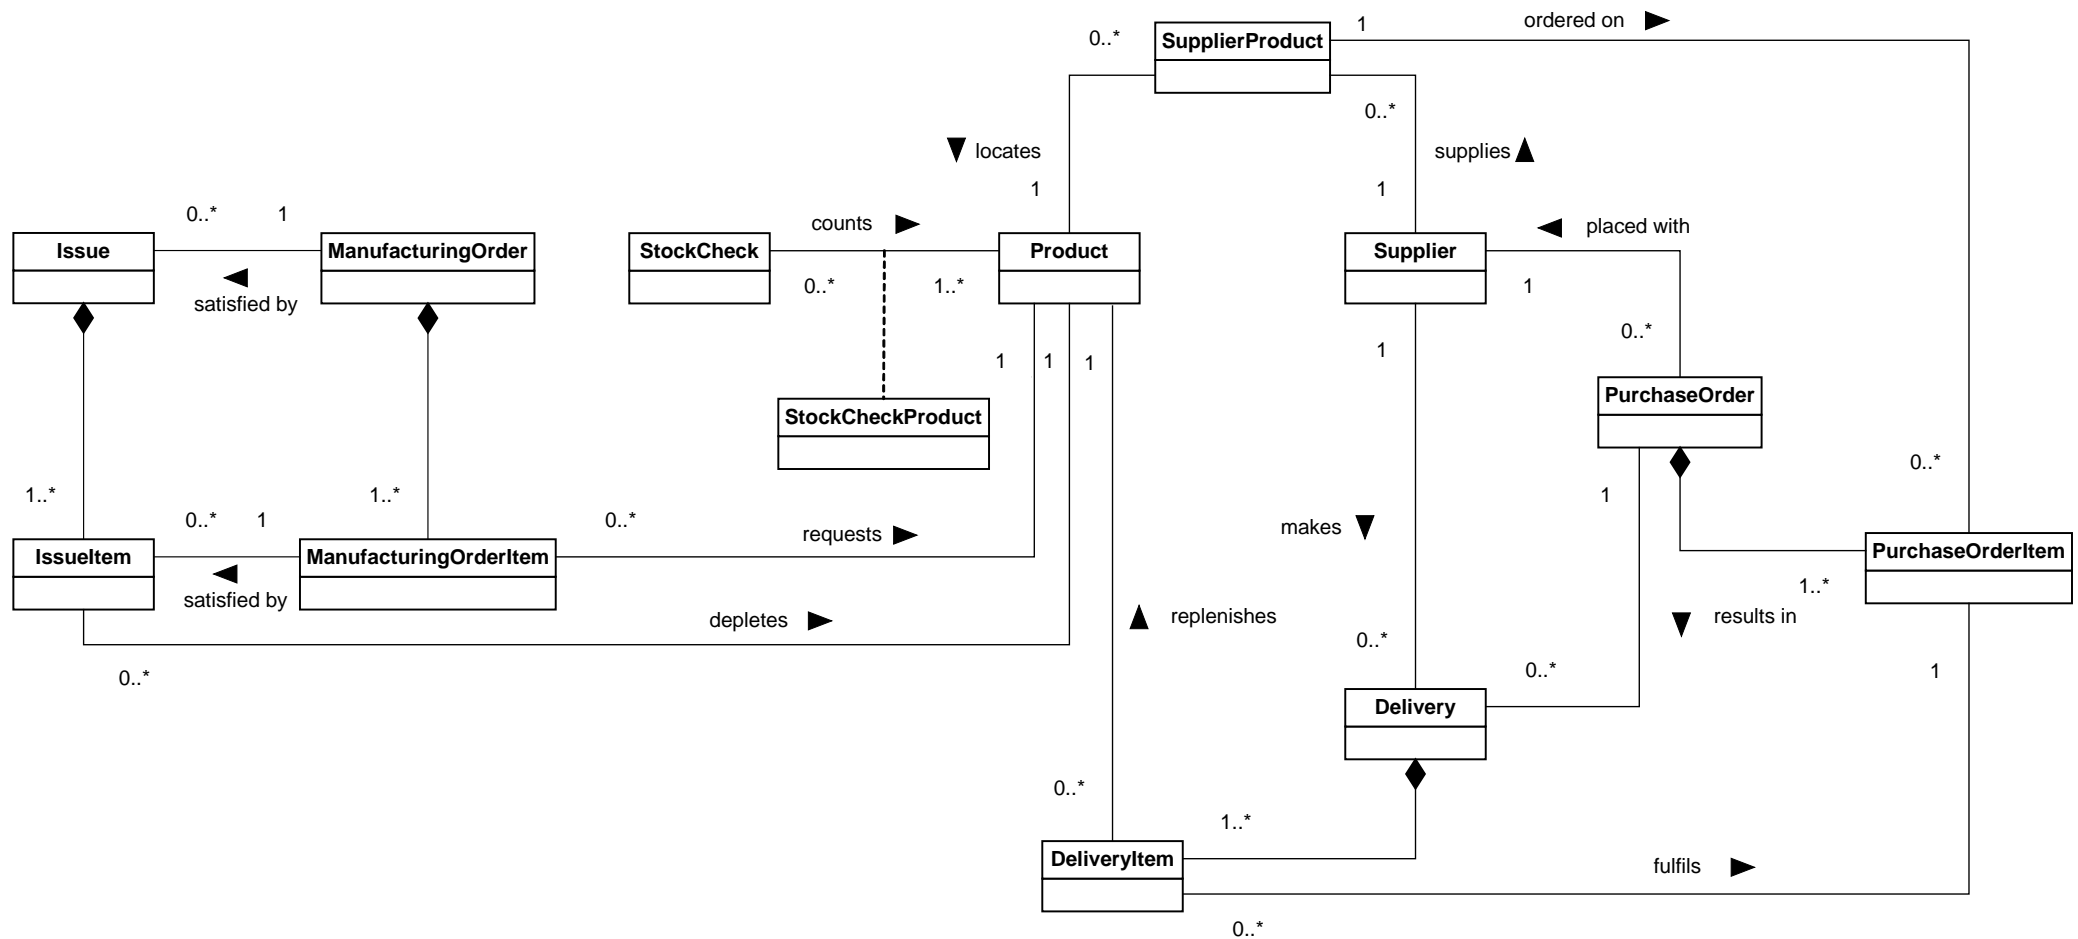 1
ordered on
0..*
SupplierProduct
0..*
locates
supplies
1
1
0..*
1
counts
placed with
Issue
ManufacturingOrder
StockCheck
Product
Supplier
satisfied by
0..*
1..*
1
0..*
1
1
1
1
PurchaseOrder
StockCheckProduct
0..*
1..*
1..*
1
0..*
1
0..*
requests
makes
IssueItem
ManufacturingOrderItem
PurchaseOrderItem
1..*
satisfied by
depletes
replenishes
results in
0..*
0..*
0..*
1
Delivery
0..*
1..*
DeliveryItem
fulfils
0..*